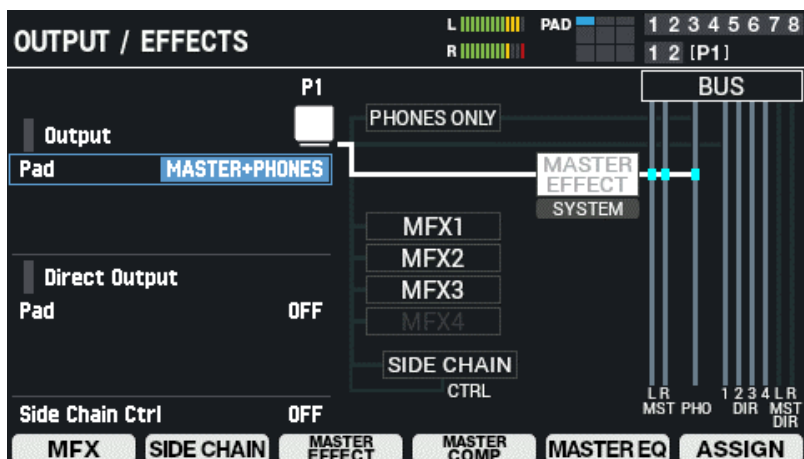 OUTPUT / EFFECTS
L
PAD
1 2 3 4 5 6 7 8
R
1 2 [P1]
P1
BUS
PHONES ONLY
Output
Pad MASTER+PHONES
MASTER
EFFECT
SYSTEM
MFX1
MFX2
Direct Output
MFX3
Pad OFF
MFX4
SIDE CHAIN
CTRL
L R 1 2 3 4 L R
MST PHO DIR MST
DIR
Side Chain Ctrl OFF
MFX
SIDE CHAIN
MASTER
EFFECT
MASTER
COMP
MASTER EQ
ASSIGN